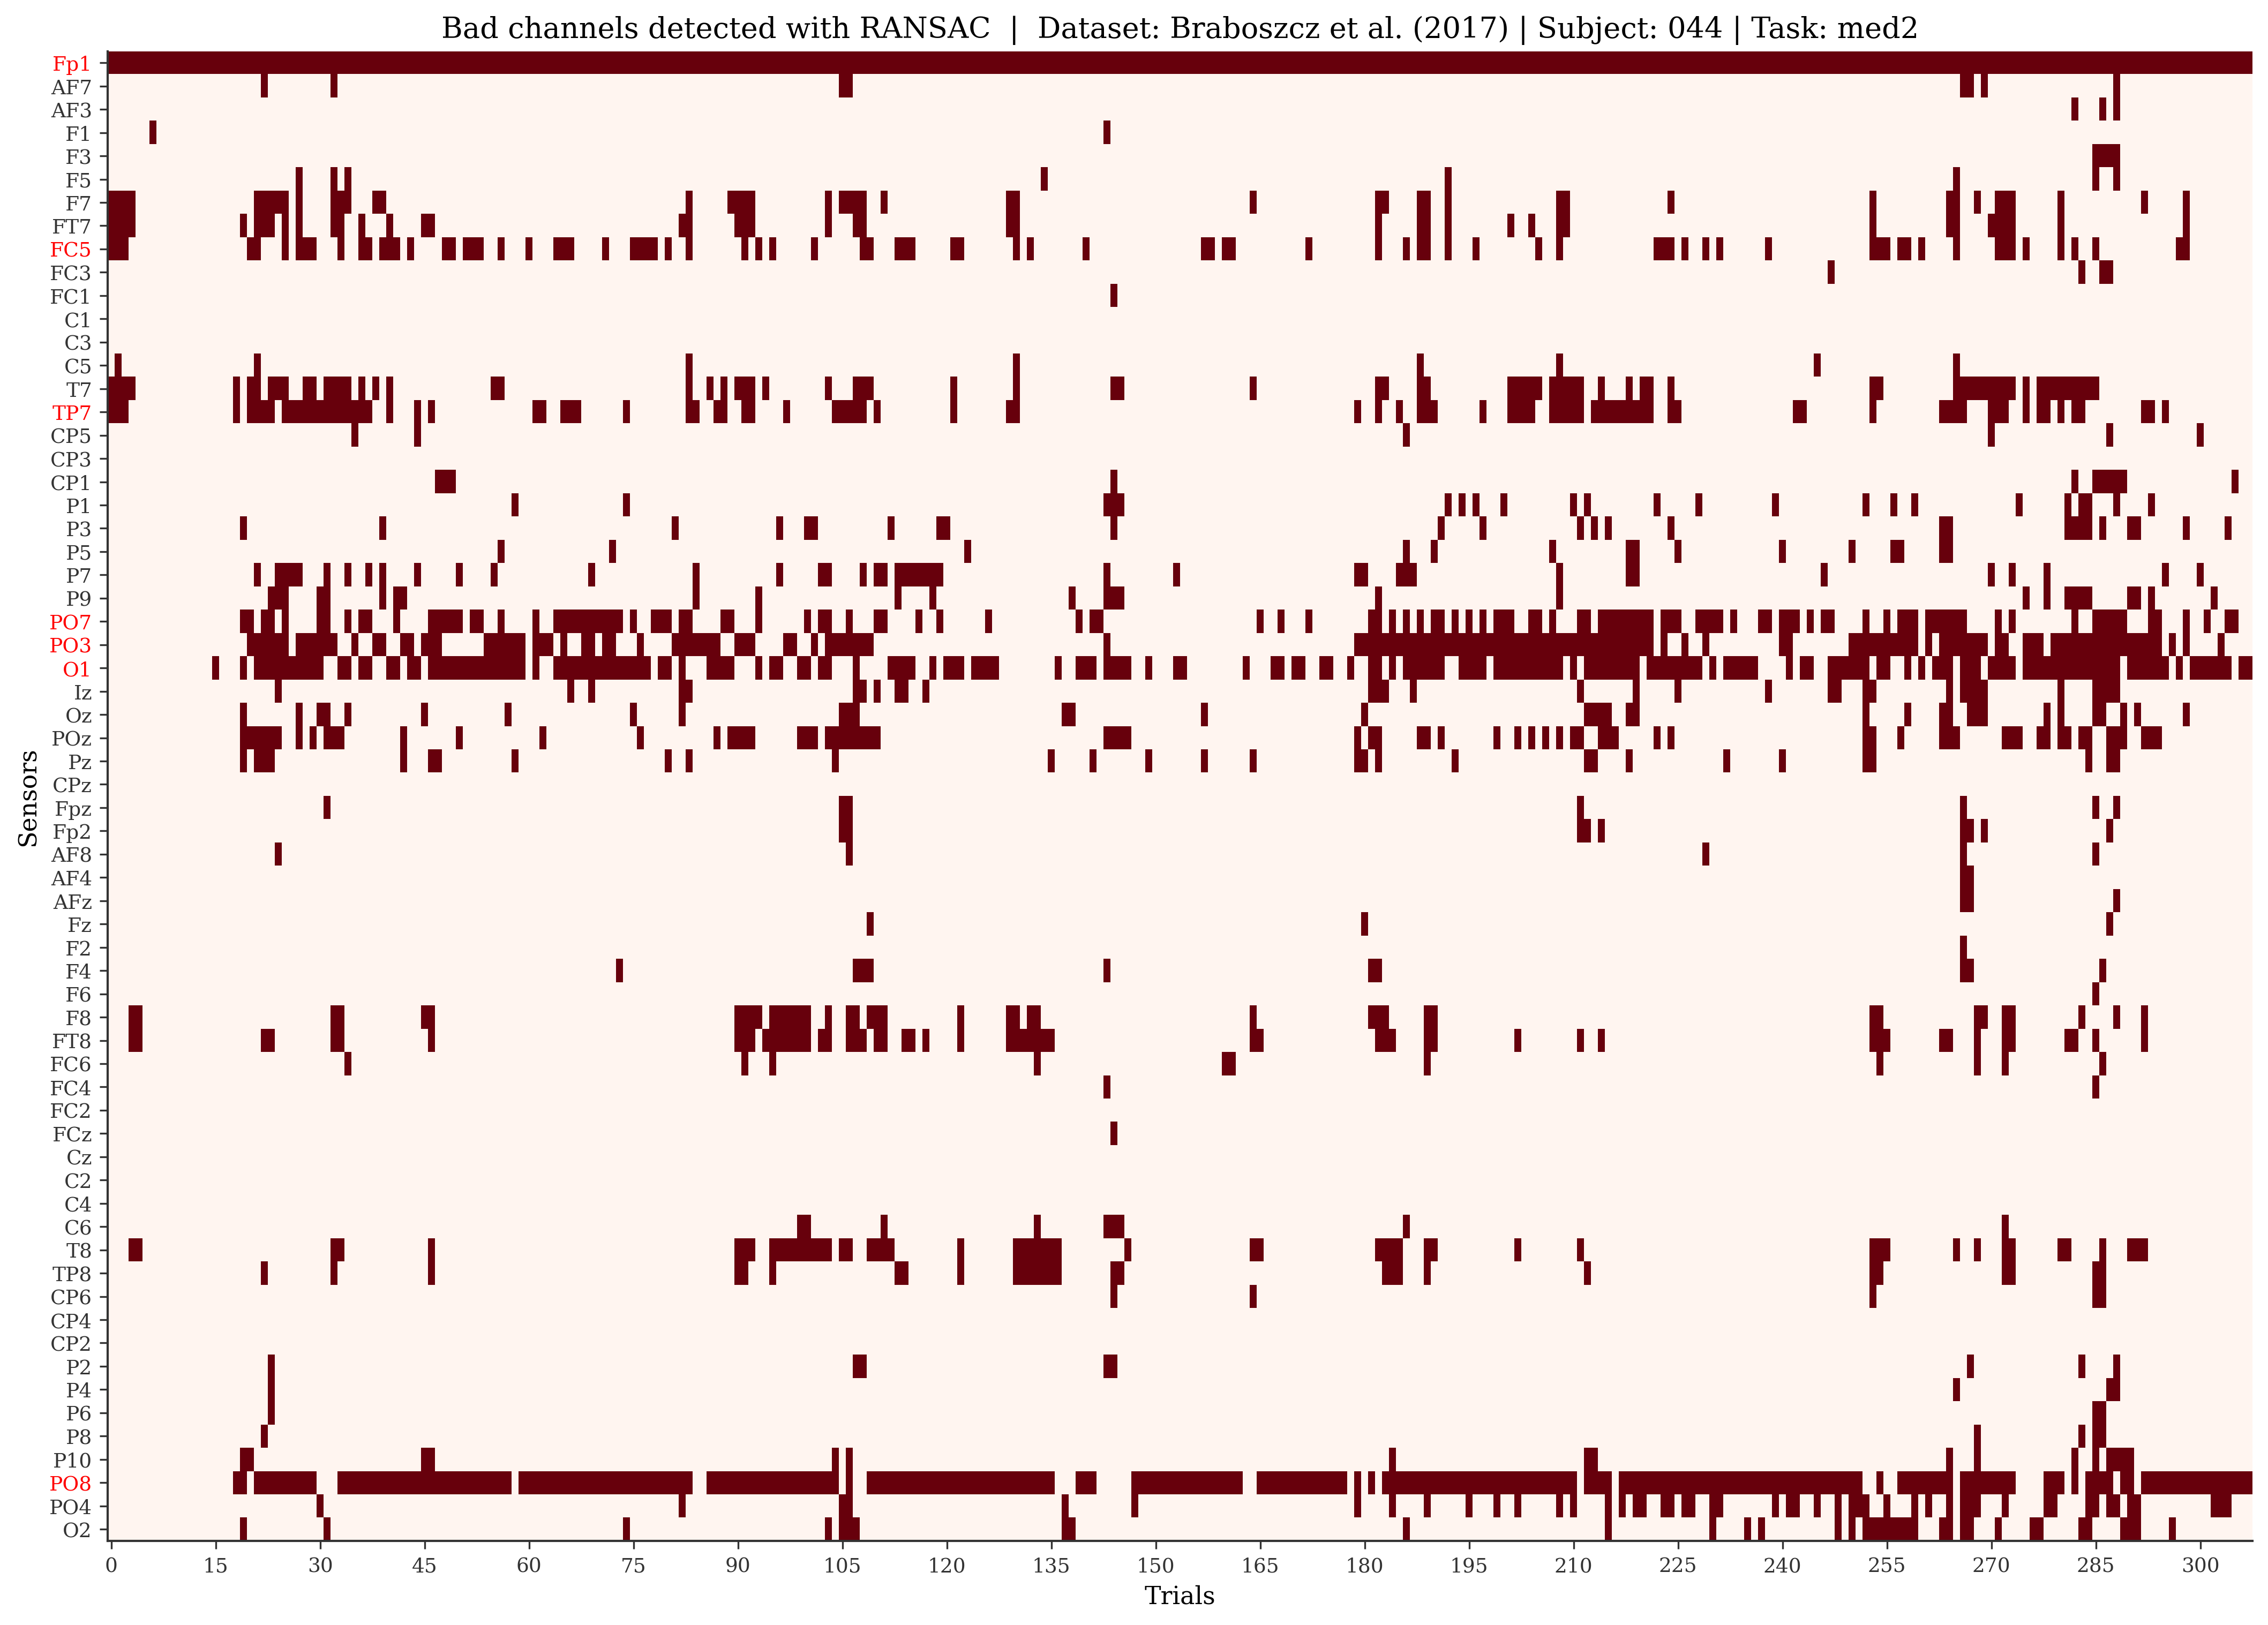 Bad channels detected with RANSAC | Dataset: Braboszcz et al. (2017) | Subject: 044 | Task: med2
Fp1
AF7
AF3
F1
F3
F5
F7
FT7
FC5
FC3
FC1
C1
C3
C5
T7
TP7
CP5
CP3
CP1
P1
P3
P5
P7
P9
PO7
PO3
O1
Iz
Oz
POz
Pz
CPz
Fpz
Fp2
AF8
AF4
AFz
Fz
F2
F4
F6
F8
FT8
FC6
FC4
FC2
FCz
Cz
C2
C4
C6
T8
TP8
CP6
CP4
CP2
P2
P4
P6
P8
P10
PO8
PO4
O2
Sensors
0 15 30 45 60 75 90 105 120 135 150 165 180 195 210 225 240 255 270 285 300
Trials